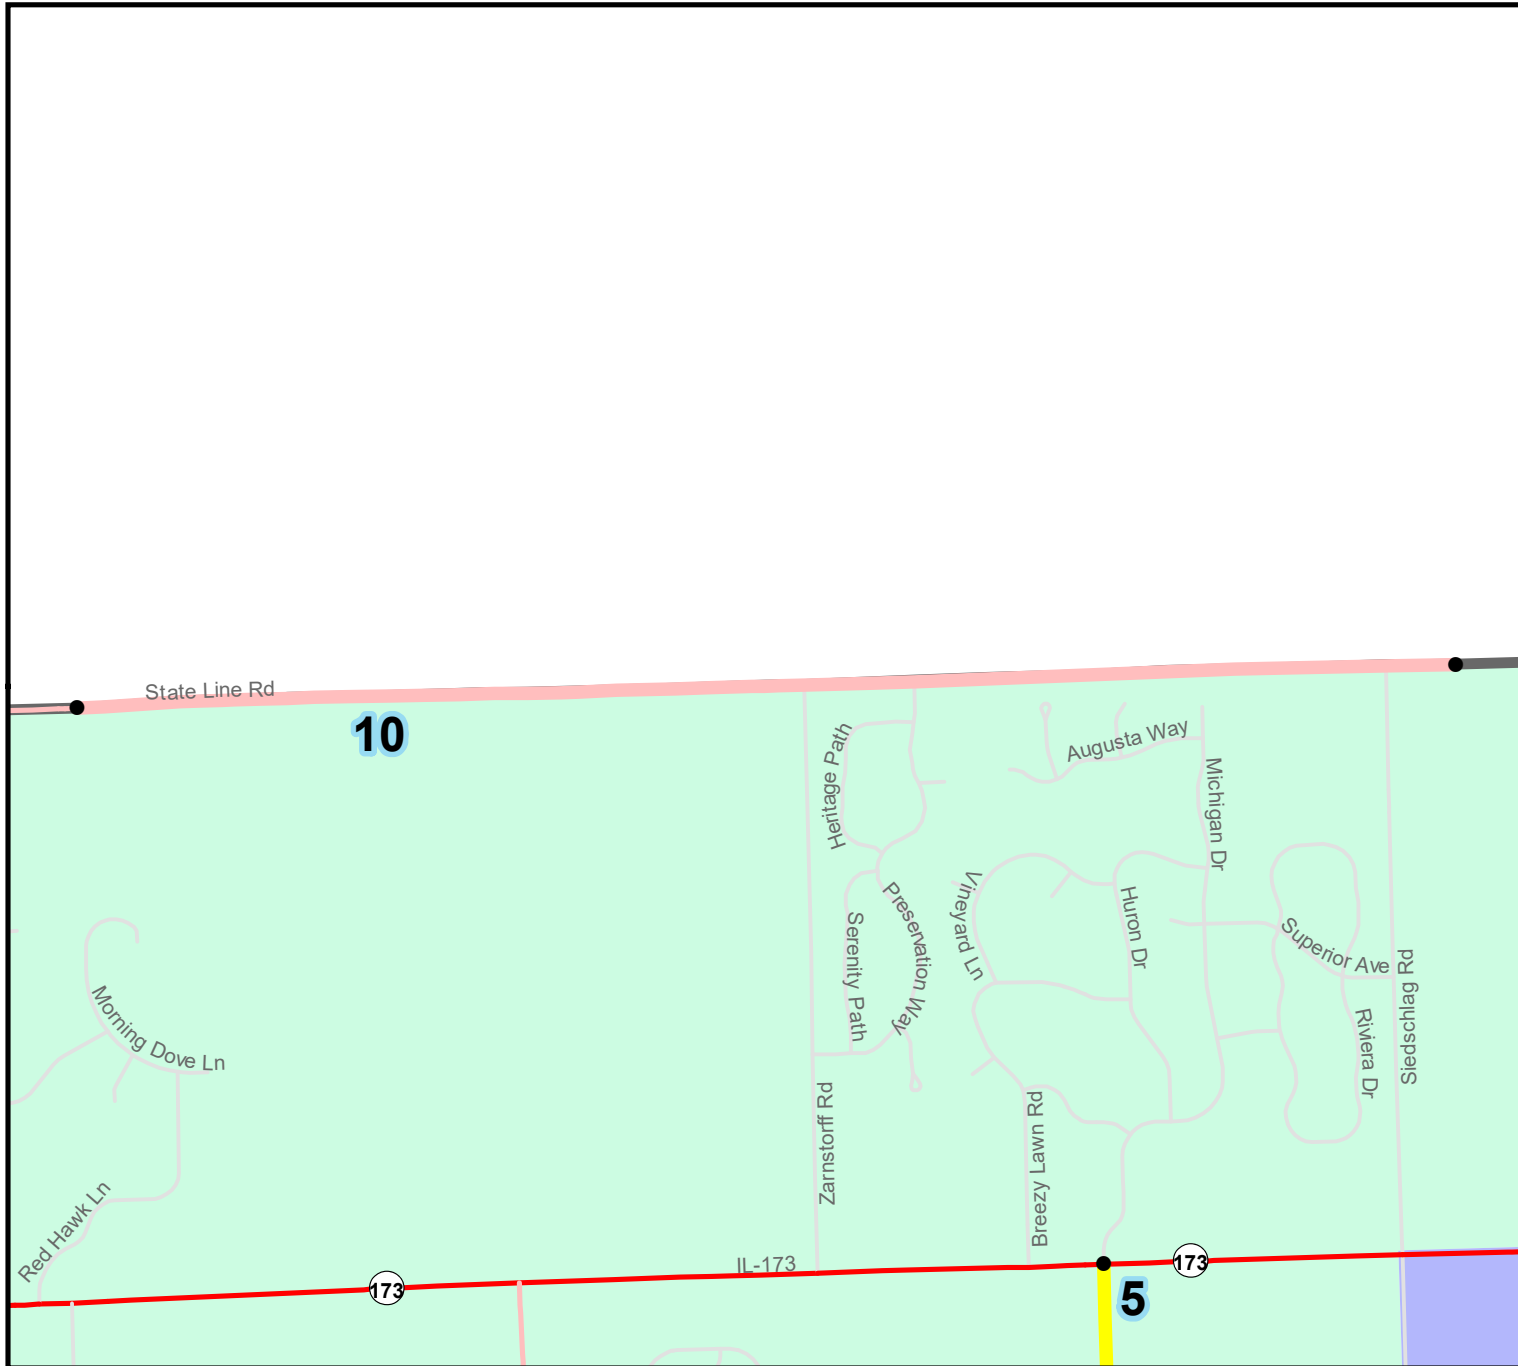 State Line Rd
10
Heritage Path
Augusta Way
Michigan Dr
Vineyard Ln
Preservation Way
Serenity Path
Huron Dr
Superior Ave
Siedschlag Rd
Riviera Dr
Morning Dove Ln
Zarnstorff Rd
Breezy Lawn Rd
Red Hawk Ln
IL-173
173
173
5